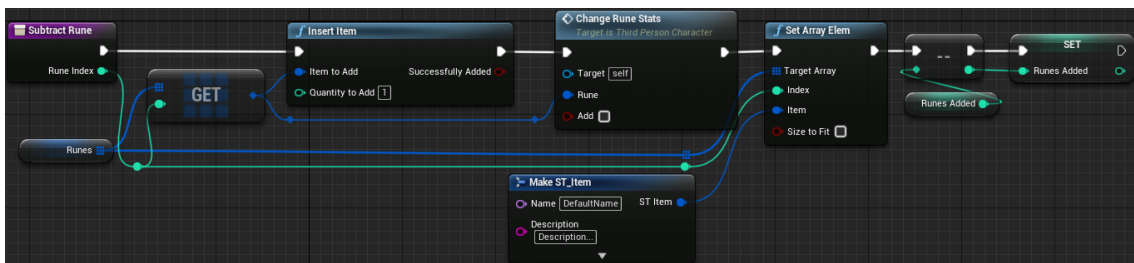 Subtract Rune
Rune Index
GET
Runes
f Insert Item
Item to Add
Successfully Added
Quantity to Add 1
Change Rune Stats
Target is Third Person Character
Target self
Rune
Add
f Set Array Elem
Target Array
Index
Item
Size to Fit
Make ST_Item
Name DefaultName ST Item
Description
Description...
--
Runes Added
SET
Runes Added